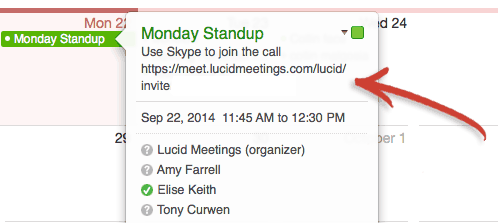 Mon 22
Wed 24
• Monday Standup
Monday Standup
Use Skype to join the call
https://meet.lucidmeetings.com/lucid/
invite
Sep 22, 2014 11:45 AM to 12:30 PM
29
1
? Lucid Meetings (organizer)
? Amy Farrell
Elise Keith
? Tony Curwen